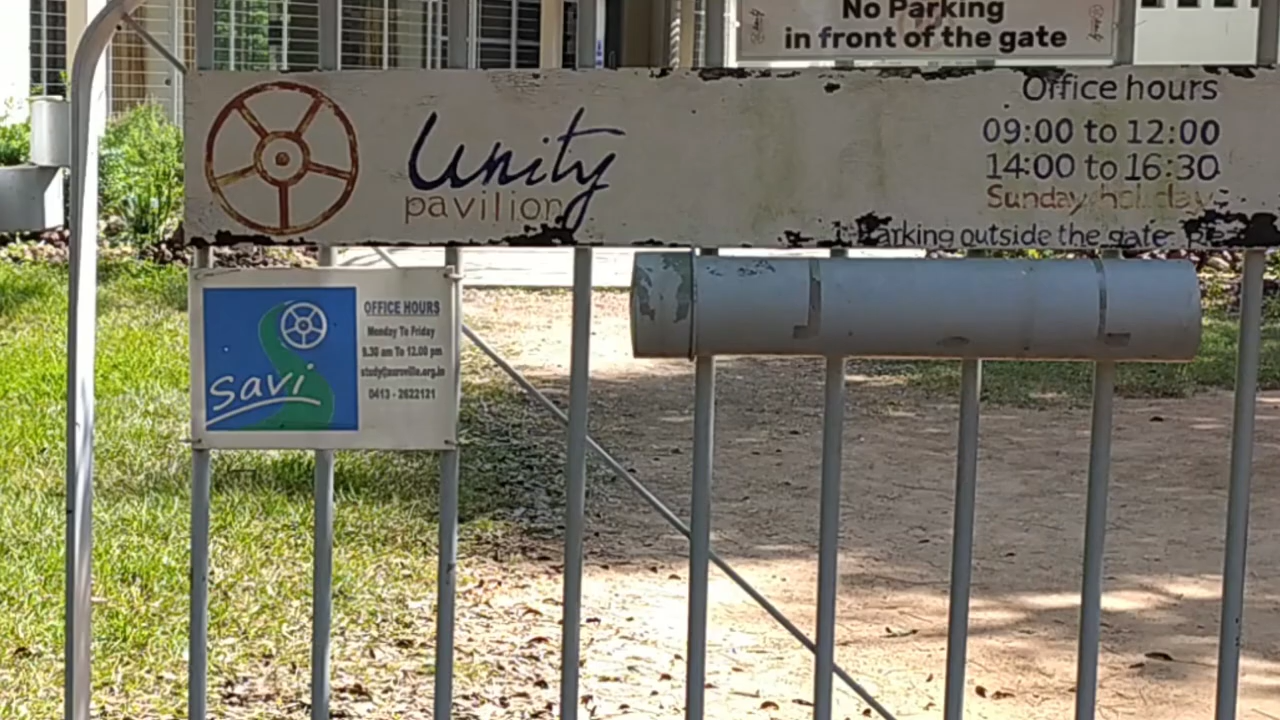 No Parking
in front of the gate
Unity
pavilion
Office hours
09:00 to 12:00
14:00 to 16:30
Sunday holiday
Parking outside the gate
Savi
OFFICE HOURS
Monday To Friday
9.30 am To 12.00 pm
study@auroville.org.in
0413 - 2622121